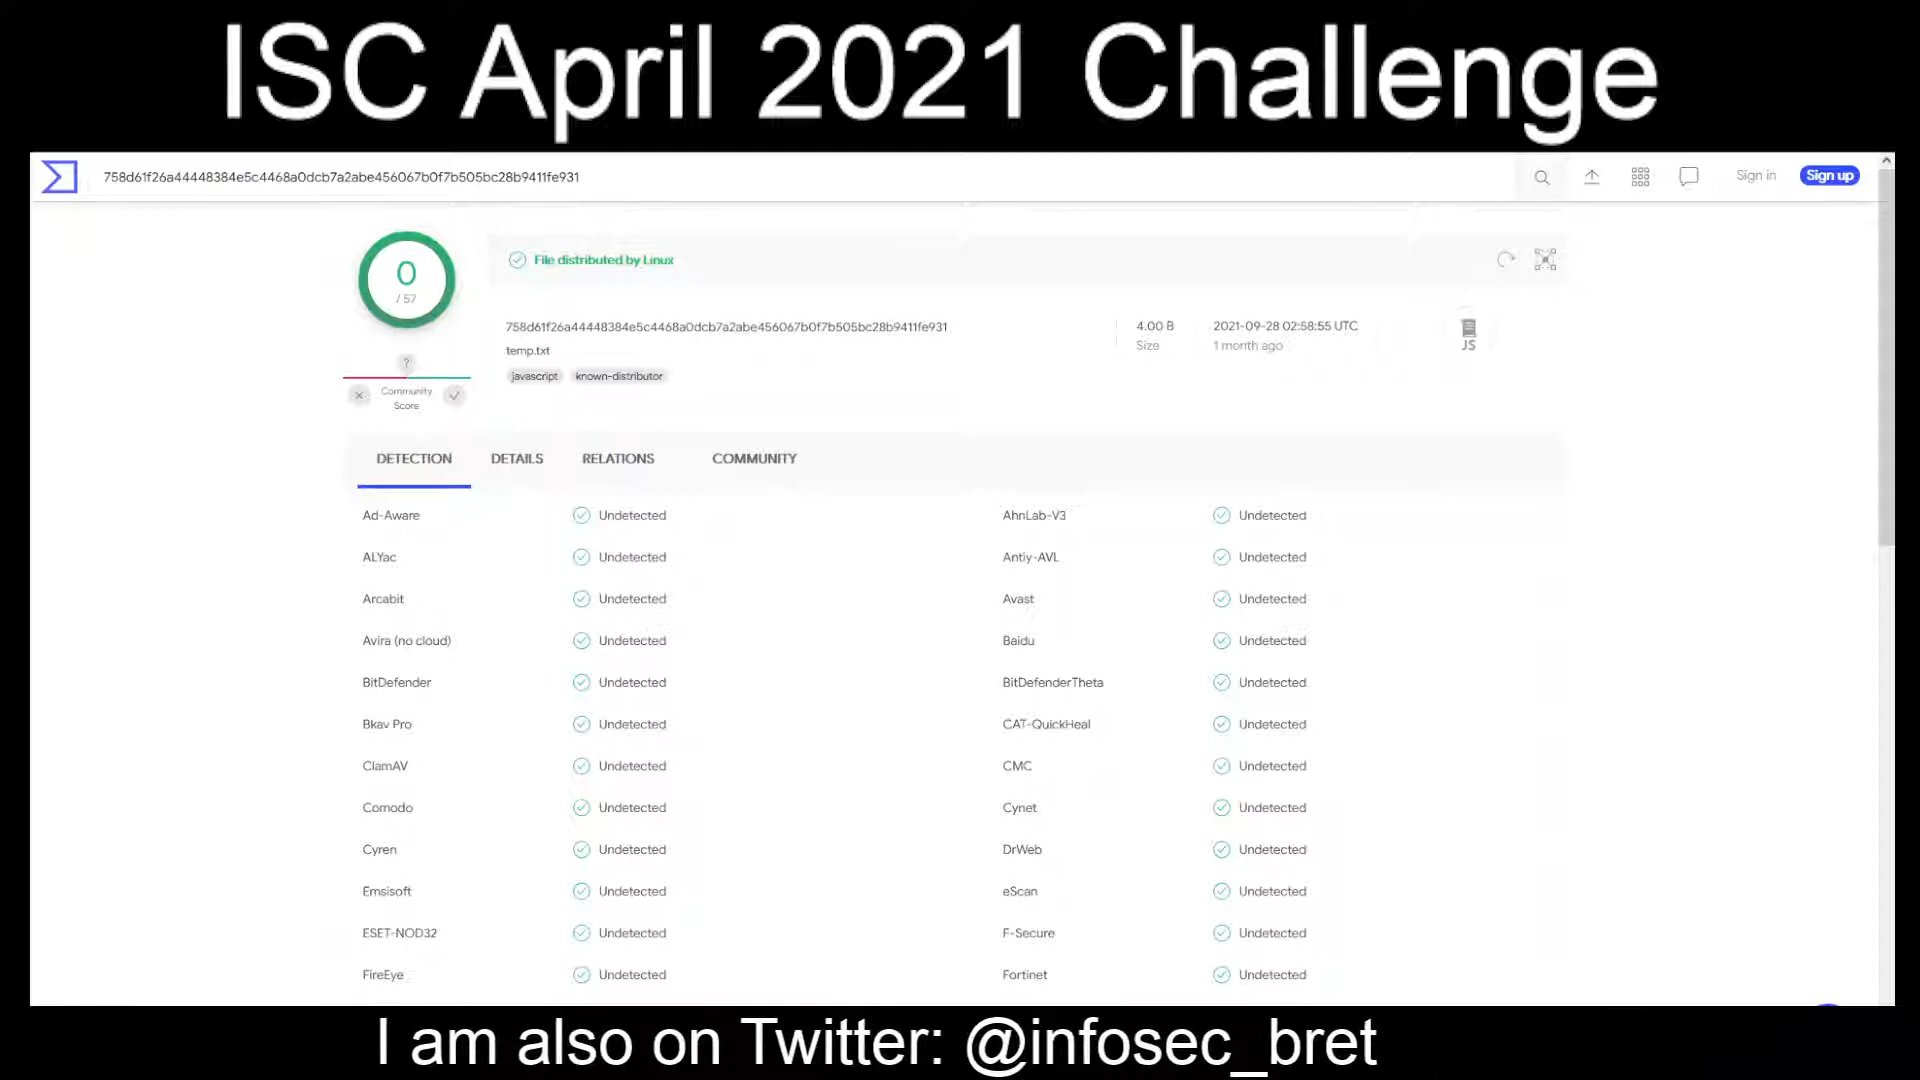 ISC April 2021 Challenge
758d61f26a44448384e5c4468a0dcb7a2abe456067b0f7b505bc28b9411fe931
Sign in
Sign up
0
/ 57
File distributed by Linux
758d61f26a44448384e5c4468a0dcb7a2abe456067b0f7b505bc28b9411fe931
temp.txt
javascript known-distributor
4.00 B
Size
2021-09-28 02:58:55 UTC
1 month ago
JS
?
Community
Score
DETECTION DETAILS RELATIONS COMMUNITY
Ad-Aware Undetected AhnLab-V3 Undetected
ALYac Undetected Antiy-AVL Undetected
Arcabit Undetected Avast Undetected
Avira (no cloud) Undetected Baidu Undetected
BitDefender Undetected BitDefenderTheta Undetected
Bkav Pro Undetected CAT-QuickHeal Undetected
ClamAV Undetected CMC Undetected
Comodo Undetected Cynet Undetected
Cyren Undetected DrWeb Undetected
Emsisoft Undetected eScan Undetected
ESET-NOD32 Undetected F-Secure Undetected
FireEye Undetected Fortinet Undetected
I am also on Twitter: @infosec_bret